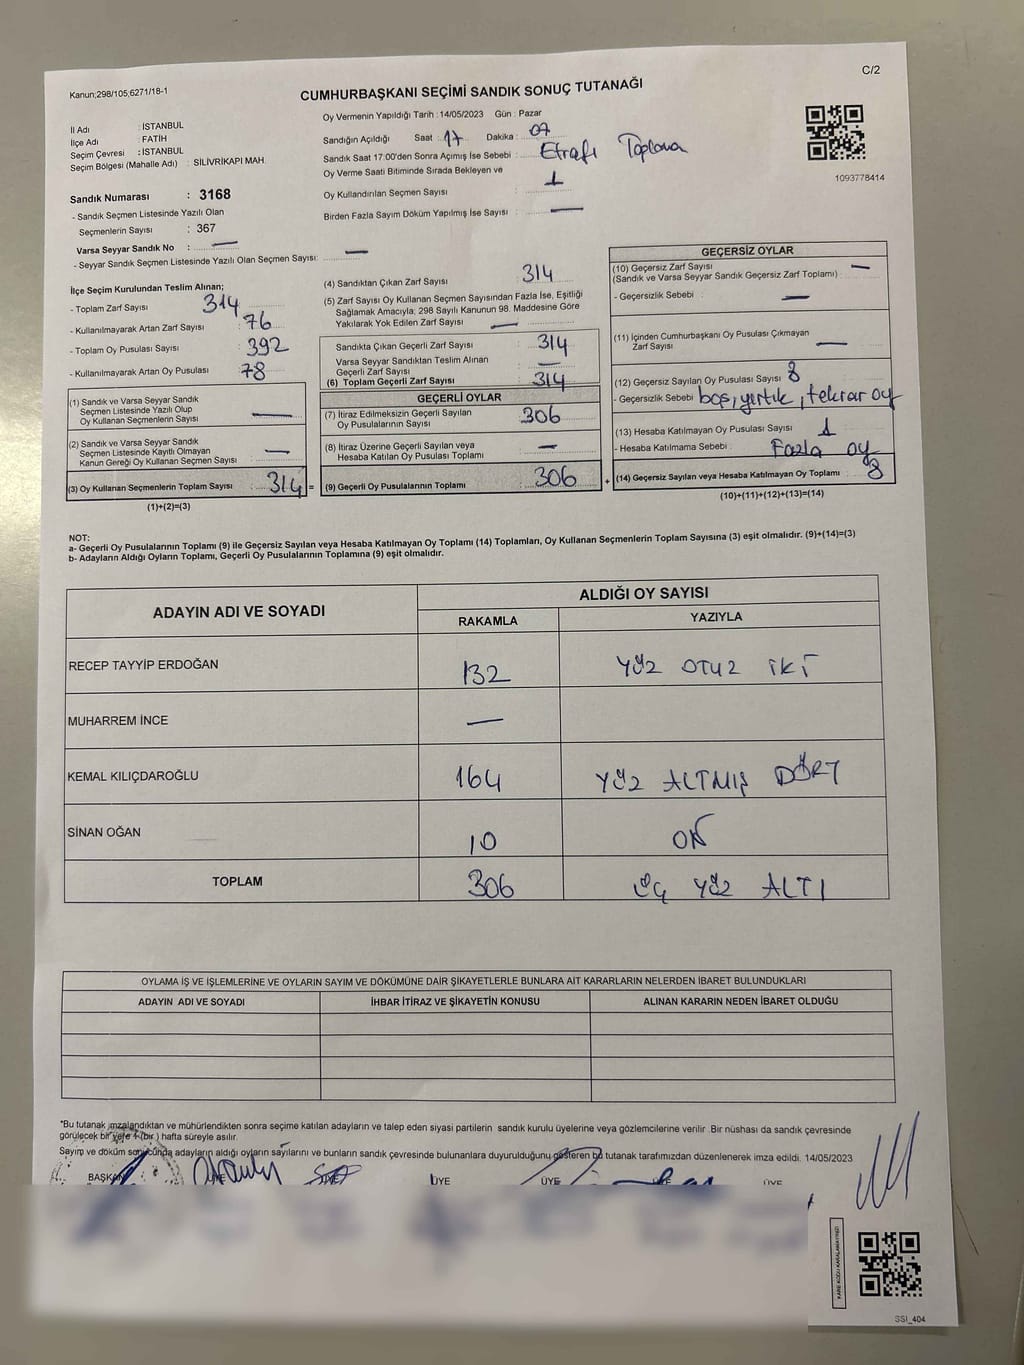 C/2
Kanun;298/105;6271/18-1
CUMHURBAŞKANI SEÇİMİ SANDIK SONUÇ TUTANAĞI
İl Adı : İSTANBUL
İlçe Adı : FATİH
Seçim Çevresi : İSTANBUL
Seçim Bölgesi (Mahalle Adı) : SİLİVRİKAPI MAH.
Sandık Numarası : 3168
- Sandık Seçmen Listesinde Yazılı Olan
Seçmenlerin Sayısı : 367
Varsa Seyyar Sandık No : —
- Seyyar Sandık Seçmen Listesinde Yazılı Olan Seçmen Sayısı: —
Oy Vermenin Yapıldığı Tarih : 14/05/2023 Gün : Pazar
Sandığın Açıldığı Saat : 17 Dakika : 07
Sandık Saat 17:00'den Sonra Açımış İse Sebebi : Etrafı Toplama
Oy Verme Saati Bitiminde Sırada Bekleyen ve
Oy Kullandırılan Seçmen Sayısı : 1
Birden Fazla Sayım Döküm Yapılmış İse Sayısı : —
1093778414
İlçe Seçim Kurulundan Teslim Alınan;
- Toplam Zarf Sayısı 314
- Kullanılmayarak Artan Zarf Sayısı : 76
- Toplam Oy Pusulası Sayısı : 392
- Kullanılmayarak Artan Oy Pusulası : 78
(1) Sandık ve Varsa Seyyar Sandık
Seçmen Listesinde Yazılı Olup
Oy Kullanan Seçmenlerin Sayısı : —
(2) Sandık ve Varsa Seyyar Sandık
Seçmen Listesinde Kayıtlı Olmayan
Kanun Gereği Oy Kullanan Seçmen Sayısı : —
(3) Oy Kullanan Seçmenlerin Toplam Sayısı : 314 =
(1)+(2)=(3)
(4) Sandıktan Çıkan Zarf Sayısı : 314
(5) Zarf Sayısı Oy Kullanan Seçmen Sayısından Fazla İse, Eşitliği
Sağlamak Amacıyla; 298 Sayılı Kanunun 98. Maddesine Göre
Yakılarak Yok Edilen Zarf Sayısı : —
Sandıkta Çıkan Geçerli Zarf Sayısı : 314
Varsa Seyyar Sandıktan Teslim Alınan
Geçerli Zarf Sayısı : —
(6) Toplam Geçerli Zarf Sayısı : 314
GEÇERLİ OYLAR
(7) İtiraz Edilmeksizin Geçerli Sayılan
Oy Pusulalarının Sayısı : 306
(8) İtiraz Üzerine Geçerli Sayılan veya
Hesaba Katılan Oy Pusulası Toplamı : —
(9) Geçerli Oy Pusulalarının Toplamı : 306 +
GEÇERSİZ OYLAR
(10) Geçersiz Zarf Sayısı : —
(Sandık ve Varsa Seyyar Sandık Geçersiz Zarf Toplamı) :
- Geçersizlik Sebebi : —
(11) İçinden Cumhurbaşkanı Oy Pusulası Çıkmayan
Zarf Sayısı : —
(12) Geçersiz Sayılan Oy Pusulası Sayısı : 8
- Geçersizlik Sebebi : boş, yırtık, tekrar oy
(13) Hesaba Katılmayan Oy Pusulası Sayısı : 1
- Hesaba Katılmama Sebebi : Fazla oy
(14) Geçersiz Sayılan veya Hesaba Katılmayan Oy Toplamı : 8
(10)+(11)+(12)+(13)=(14)
NOT:
a- Geçerli Oy Pusulalarının Toplamı (9) ile Geçersiz Sayılan veya Hesaba Katılmayan Oy Toplamı (14) Toplamları, Oy Kullanan Seçmenlerin Toplam Sayısına (3) eşit olmalıdır. (9)+(14)=(3)
b- Adayların Aldığı Oyların Toplamı, Geçerli Oy Pusulalarının Toplamına (9) eşit olmalıdır.
ADAYIN ADI VE SOYADI
ALDIĞI OY SAYISI
RAKAMLA YAZIYLA
RECEP TAYYİP ERDOĞAN 132 YÜZ OTUZ İKİ
MUHARREM İNCE —
KEMAL KILIÇDAROĞLU 164 YÜZ ALTMIŞ DÖRT
SİNAN OĞAN 10 ON
TOPLAM 306 ÜÇ YÜZ ALTI
OYLAMA İŞ VE İŞLEMLERİNE VE OYLARIN SAYIM VE DÖKÜMÜNE DAİR ŞİKAYETLERLE BUNLARA AİT KARARLARIN NELERDEN İBARET BULUNDUKLARI
ADAYIN ADI VE SOYADI İHBAR İTİRAZ VE ŞİKAYETİN KONUSU ALINAN KARARIN NEDEN İBARET OLDUĞU
*Bu tutanak imzalandıktan ve mühürlendikten sonra seçime katılan adayların ve talep eden siyasi partilerin sandık kurulu üyelerine veya gözlemcilerine verilir .Bir nüshası da sandık çevresinde
görülecek bir yere 1 (bir ) hafta süreyle asılır.
Sayım ve döküm sonucunda adayların aldığı oyların sayılarını ve bunların sandık çevresinde bulunanlara duyurulduğunu gösteren bu tutanak tarafımızdan düzenlenerek imza edildi. 14/05/2023
BAŞKAN ÜYE ÜYE ÜYE
SSI_404